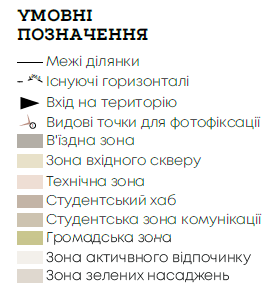 УМОВНІ
ПОЗНАЧЕННЯ
Межі ділянки
Існуючі горизонталі
Вхід на територію
Видові точки для фотофіксації
В'їздна зона
Зона вхідного скверу
Технічна зона
Студентський хаб
Студентська зона комунікації
Громадська зона
Зона актичвного відпочинку
Зона зелених насаджень